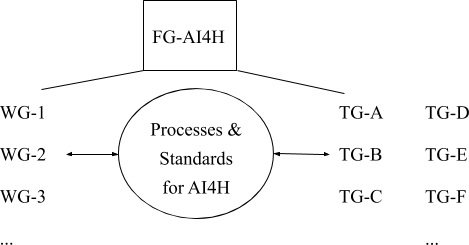 FG-AI4H
WG-1
WG-2
WG-3
...
Processes &
Standards
for AI4H
TG-A TG-D
TG-B TG-E
TG-C TG-F
...